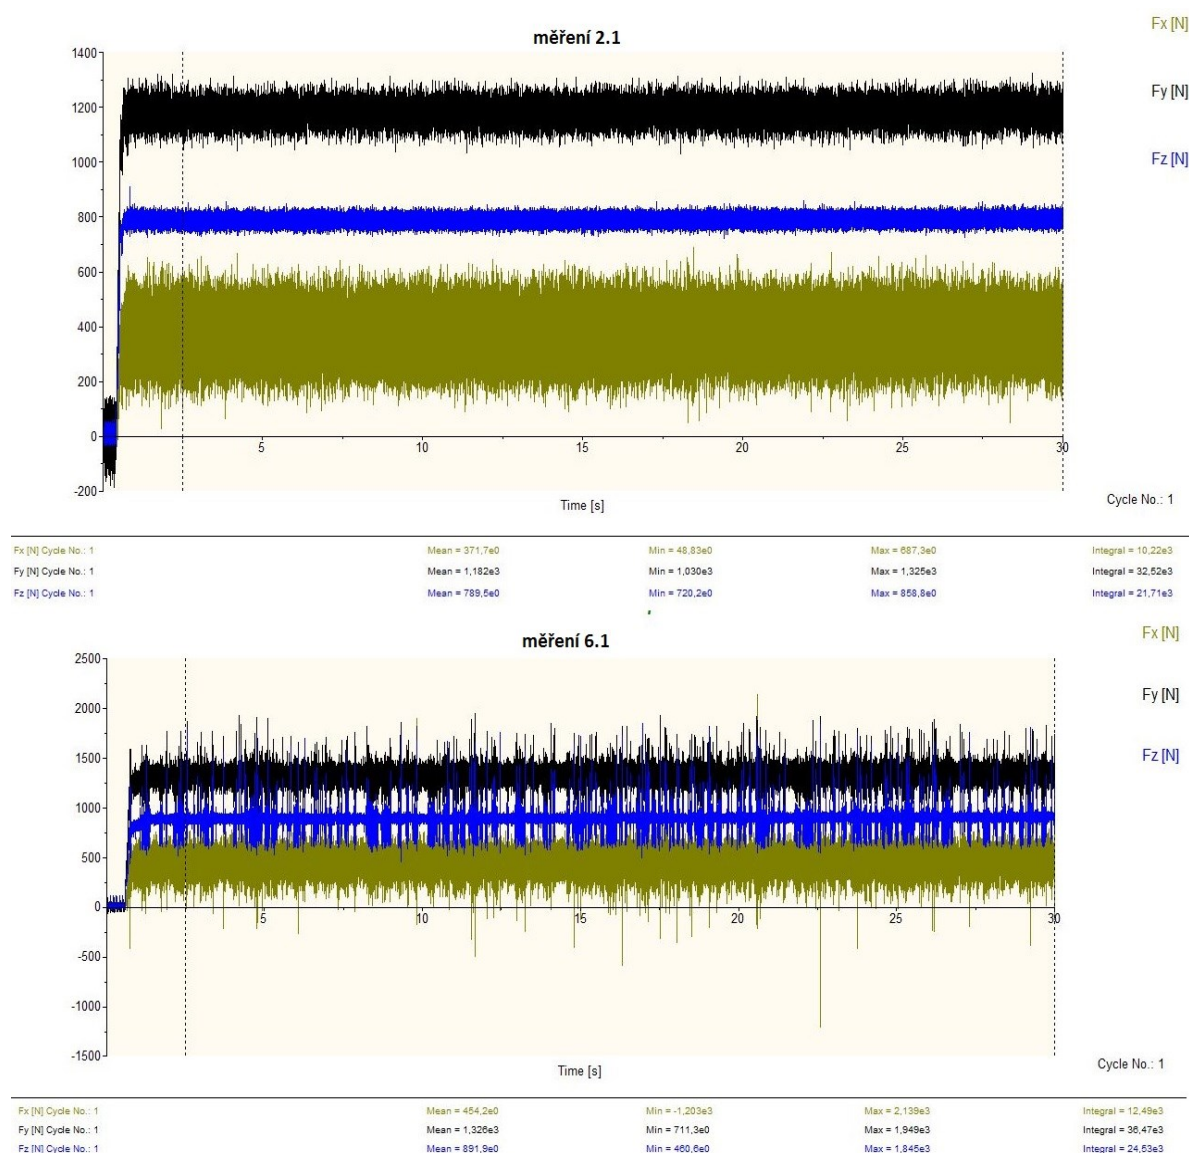 měření 2.1
Fx [N]
Fy [N]
Fz [N]
1400
1200
1000
800
600
400
200
0
-200
5 10 15 20 25 30
Time [s]
Cycle No.: 1
Fx [N] Cycle No.: 1 Mean = 371,7e0 Min = 48,83e0 Max = 687,3e0 Integral = 10,22e3
Fy [N] Cycle No.: 1 Mean = 1,182e3 Min = 1,030e3 Max = 1,325e3 Integral = 32,52e3
Fz [N] Cycle No.: 1 Mean = 789,5e0 Min = 720,2e0 Max = 858,8e0 Integral = 21,71e3
měření 6.1
Fx [N]
Fy [N]
Fz [N]
2500
2000
1500
1000
500
0
-500
-1000
-1500
5 10 15 20 25 30
Time [s]
Cycle No.: 1
Fx [N] Cycle No.: 1 Mean = 454,2e0 Min = -1,203e3 Max = 2,139e3 Integral = 12,49e3
Fy [N] Cycle No.: 1 Mean = 1,326e3 Min = 711,3e0 Max = 1,949e3 Integral = 36,47e3
Fz [N] Cycle No.: 1 Mean = 891,9e0 Min = 460,6e0 Max = 1,845e3 Integral = 24,53e3